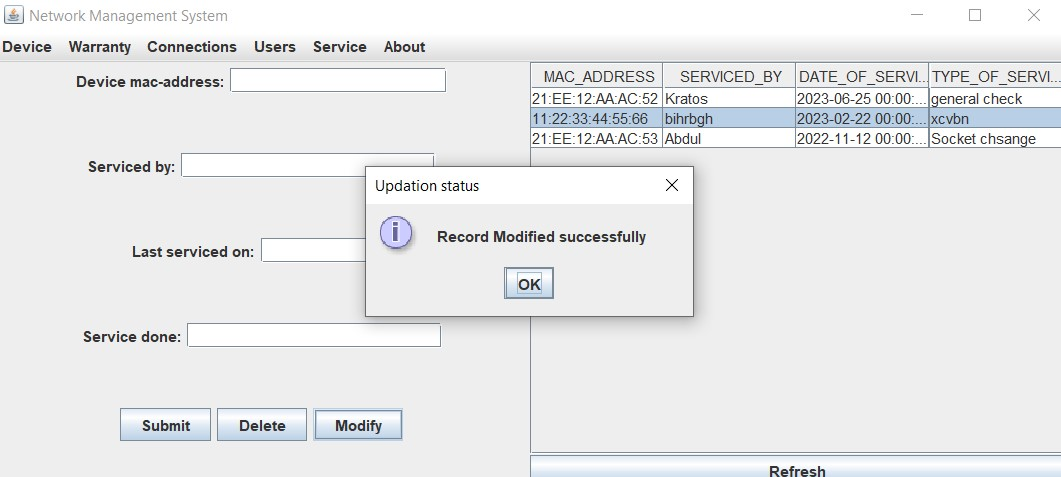 Network Management System
Device Warranty Connections Users Service About
Device mac-address:
Serviced by:
Last serviced on:
Service done:
Submit Delete Modify
MAC_ADDRESS SERVICED_BY DATE_OF_SERVI... TYPE_OF_SERVI...
21:EE:12:AA:AC:52 Kratos 2023-06-25 00:00:... general check
11:22:33:44:55:66 bihrbgh 2023-02-22 00:00:... xcvbn
21:EE:12:AA:AC:53 Abdul 2022-11-12 00:00:... Socket chsange
Refresh
Updation status
i
Record Modified successfully
OK